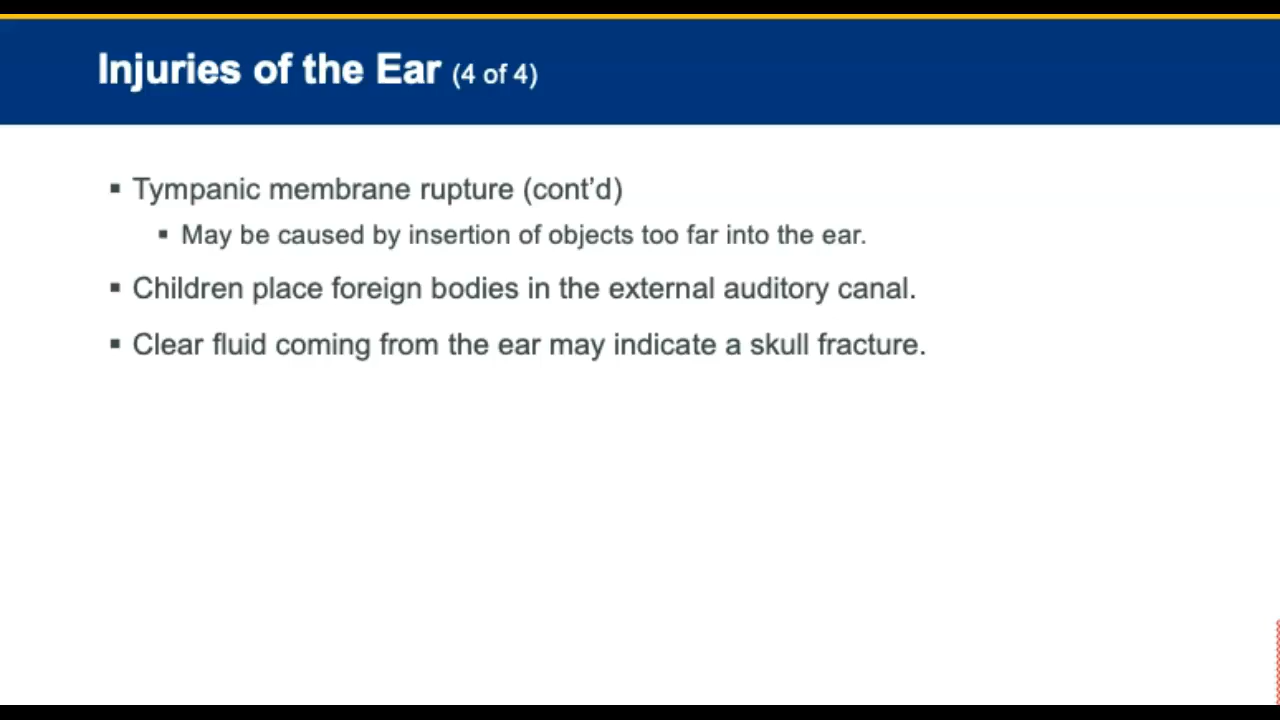 Injuries of the Ear (4 of 4)
▪ Tympanic membrane rupture (cont’d)
▪ May be caused by insertion of objects too far into the ear.
▪ Children place foreign bodies in the external auditory canal.
▪ Clear fluid coming from the ear may indicate a skull fracture.